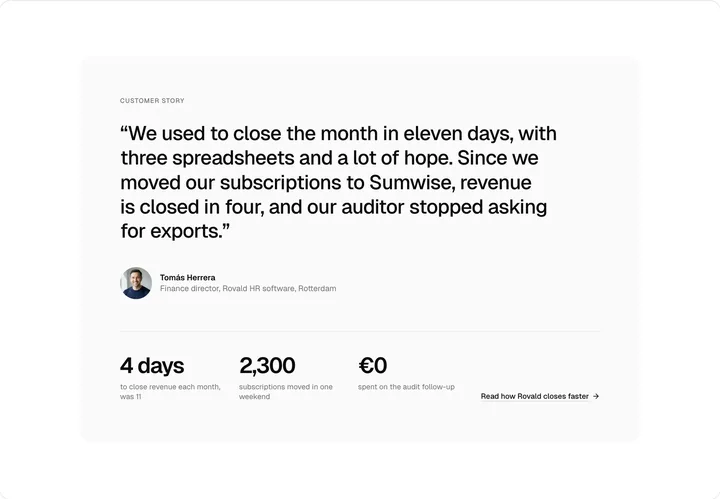 CUSTOMER STORY
“We used to close the month in eleven days, with
three spreadsheets and a lot of hope. Since we
moved our subscriptions to Sumwise, revenue
is closed in four, and our auditor stopped asking
for exports.”
Tomás Herrera
Finance director, Rovald HR software, Rotterdam
4 days
to close revenue each month,
was 11
2,300
subscriptions moved in one
weekend
€0
spent on the audit follow-up
Read how Rovald closes faster →